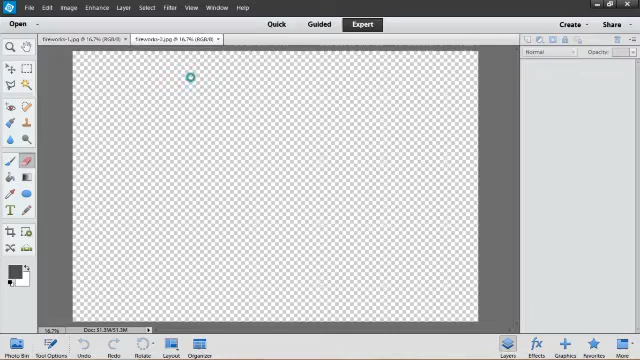 File Edit Image Enhance Layer Select Filter View Window Help
Open Quick Guided Expert Create Share
fireworks-1.jpg @ 16.7% (RGB/8) × fireworks-2.jpg @ 16.7% (RGB/8) ×
Normal Opacity:
T
16.7% Doc: 51.3M/51.3M
Photo Bin Tool Options Undo Redo Rotate Layout Organizer Layers Effects Graphics Favorites More
fx